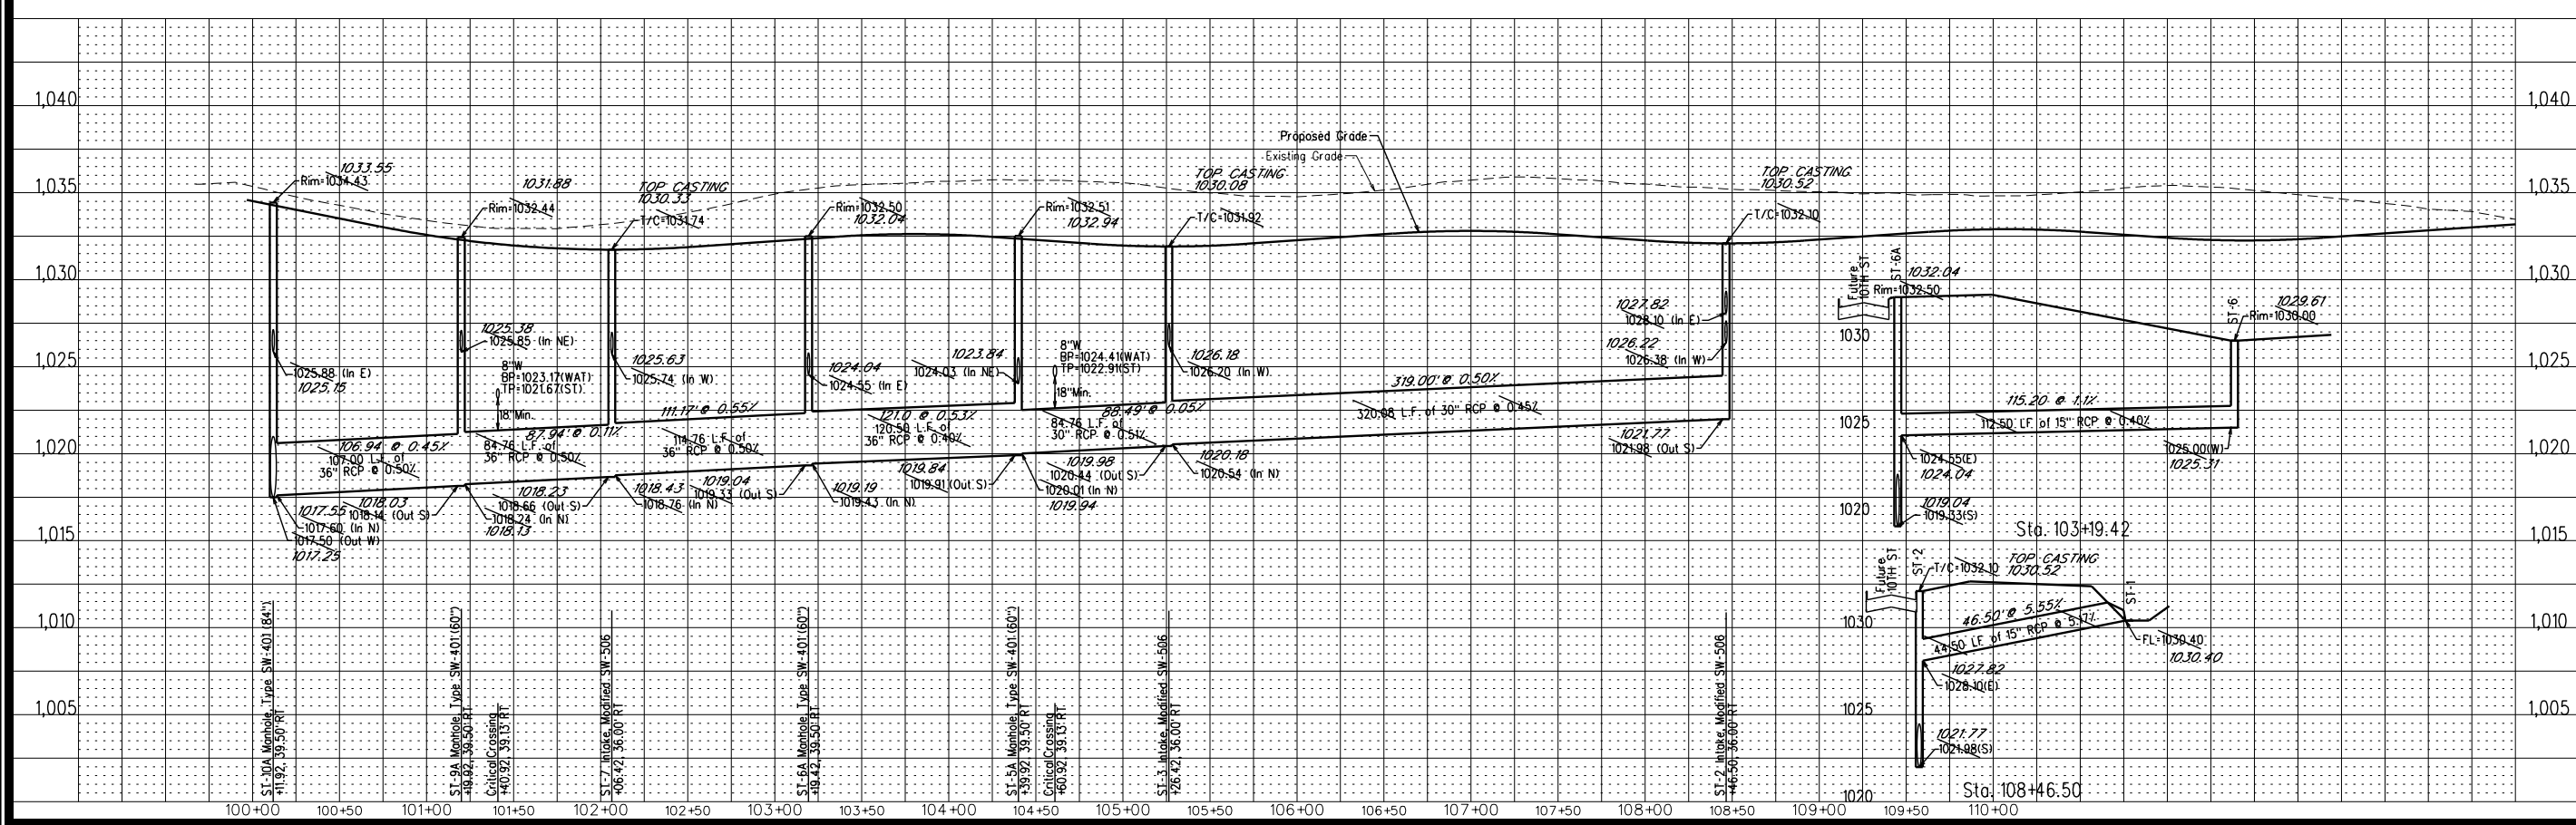 1,040
1,035
1,030
1,025
1,020
1,015
1,010
1,005
1,040
1,035
1,030
1,025
1,020
1,015
1,010
1,005
Proposed Grade
Existing Grade
1033.55
Rim=1034.43
1031.88
Rim=1032.44
TOP CASTING
1030.33
T/C=1031.74
Rim=1032.50
1032.04
Rim=1032.51
1032.94
TOP CASTING
1030.08
T/C=1031.92
TOP CASTING
1030.52
T/C=1032.10
1025.88 (In E)
1025.15
1025.38
1025.85 (In NE)
8"W
BP=1023.17(WAT)
TP=1021.67(ST)
18"Min.
1025.63
1025.74 (In W)
1024.04
1024.55 (In E)
1023.84
1024.03 (In NE)
8"W
BP=1024.41(WAT)
TP=1022.91(ST)
18"Min.
1026.18
1026.20 (In W)
1027.82
1028.10 (In E)
1026.22
1026.38 (In W)
106.94 @ 0.45%
107.00 L.F. of
36" RCP @ 0.50%
87.94' @ 0.11%
84.76 L.F. of
36" RCP @ 0.50%
111.17' @ 0.55%
114.76 L.F. of
36" RCP @ 0.50%
121.0 @ 0.53%
120.50 L.F. of
36" RCP @ 0.40%
88.49' @ 0.05%
84.76 L.F. of
30" RCP @ 0.51%
319.00' @ 0.50%
320.08 L.F. of 30" RCP @ 0.45%
1017.55
1017.60 (In N)
1017.50 (Out W)
1017.25
1018.03
1018.14 (Out S)
1018.23
1018.66 (Out S)
1018.24 (In N)
1018.13
1018.43
1018.76 (In N)
1019.04
1019.33 (Out S)
1019.19
1019.43 (In N)
1019.84
1019.91 (Out S)
1019.98
1020.44 (Out S)
1020.01 (In N)
1019.94
1020.18
1020.54 (In N)
1021.77
1021.98 (Out S)
ST-10A Manhole, Type SW-401 (84")
+11.92, 39.50' RT
ST-9A Manhole, Type SW-401 (60")
+19.92, 39.50' RT
Critical Crossing
+40.92, 39.13' RT
ST-7 Intake, Modified SW-506
+06.42, 36.00' RT
ST-6A Manhole, Type SW-401 (60")
+19.42, 39.50' RT
ST-5A Manhole, Type SW-401 (60")
+39.92, 39.50' RT
Critical Crossing
+60.92, 39.13' RT
ST-3 Intake, Modified SW-506
+26.42, 36.00' RT
ST-2 Intake, Modified SW-506
+46.50, 36.00' RT
Future
10TH ST
ST-6A
1032.04
Rim=1032.50
ST-6
1029.61
Rim=1030.00
1030
1025
1020
115.20 @ 1.1%
112.50 LF. of 15" RCP @ 0.40%
1024.55(E)
1024.04
1025.00(W)
1025.31
1019.04
1019.33(S)
Sta. 103+19.42
Future
10TH ST
ST-2
T/C=1032.10
TOP CASTING
1030.52
ST-1
1030
1025
1020
46.50' @ 5.55%
44.50 LF. of 15" RCP @ 5.17%
FL=1030.40
1030.40
1027.82
1028.10(E)
1021.77
1021.98(S)
Sta. 108+46.50
100+00 100+50 101+00 101+50 102+00 102+50 103+00 103+50 104+00 104+50 105+00 105+50 106+00 106+50 107+00 107+50 108+00 108+50 109+00 109+50 110+00